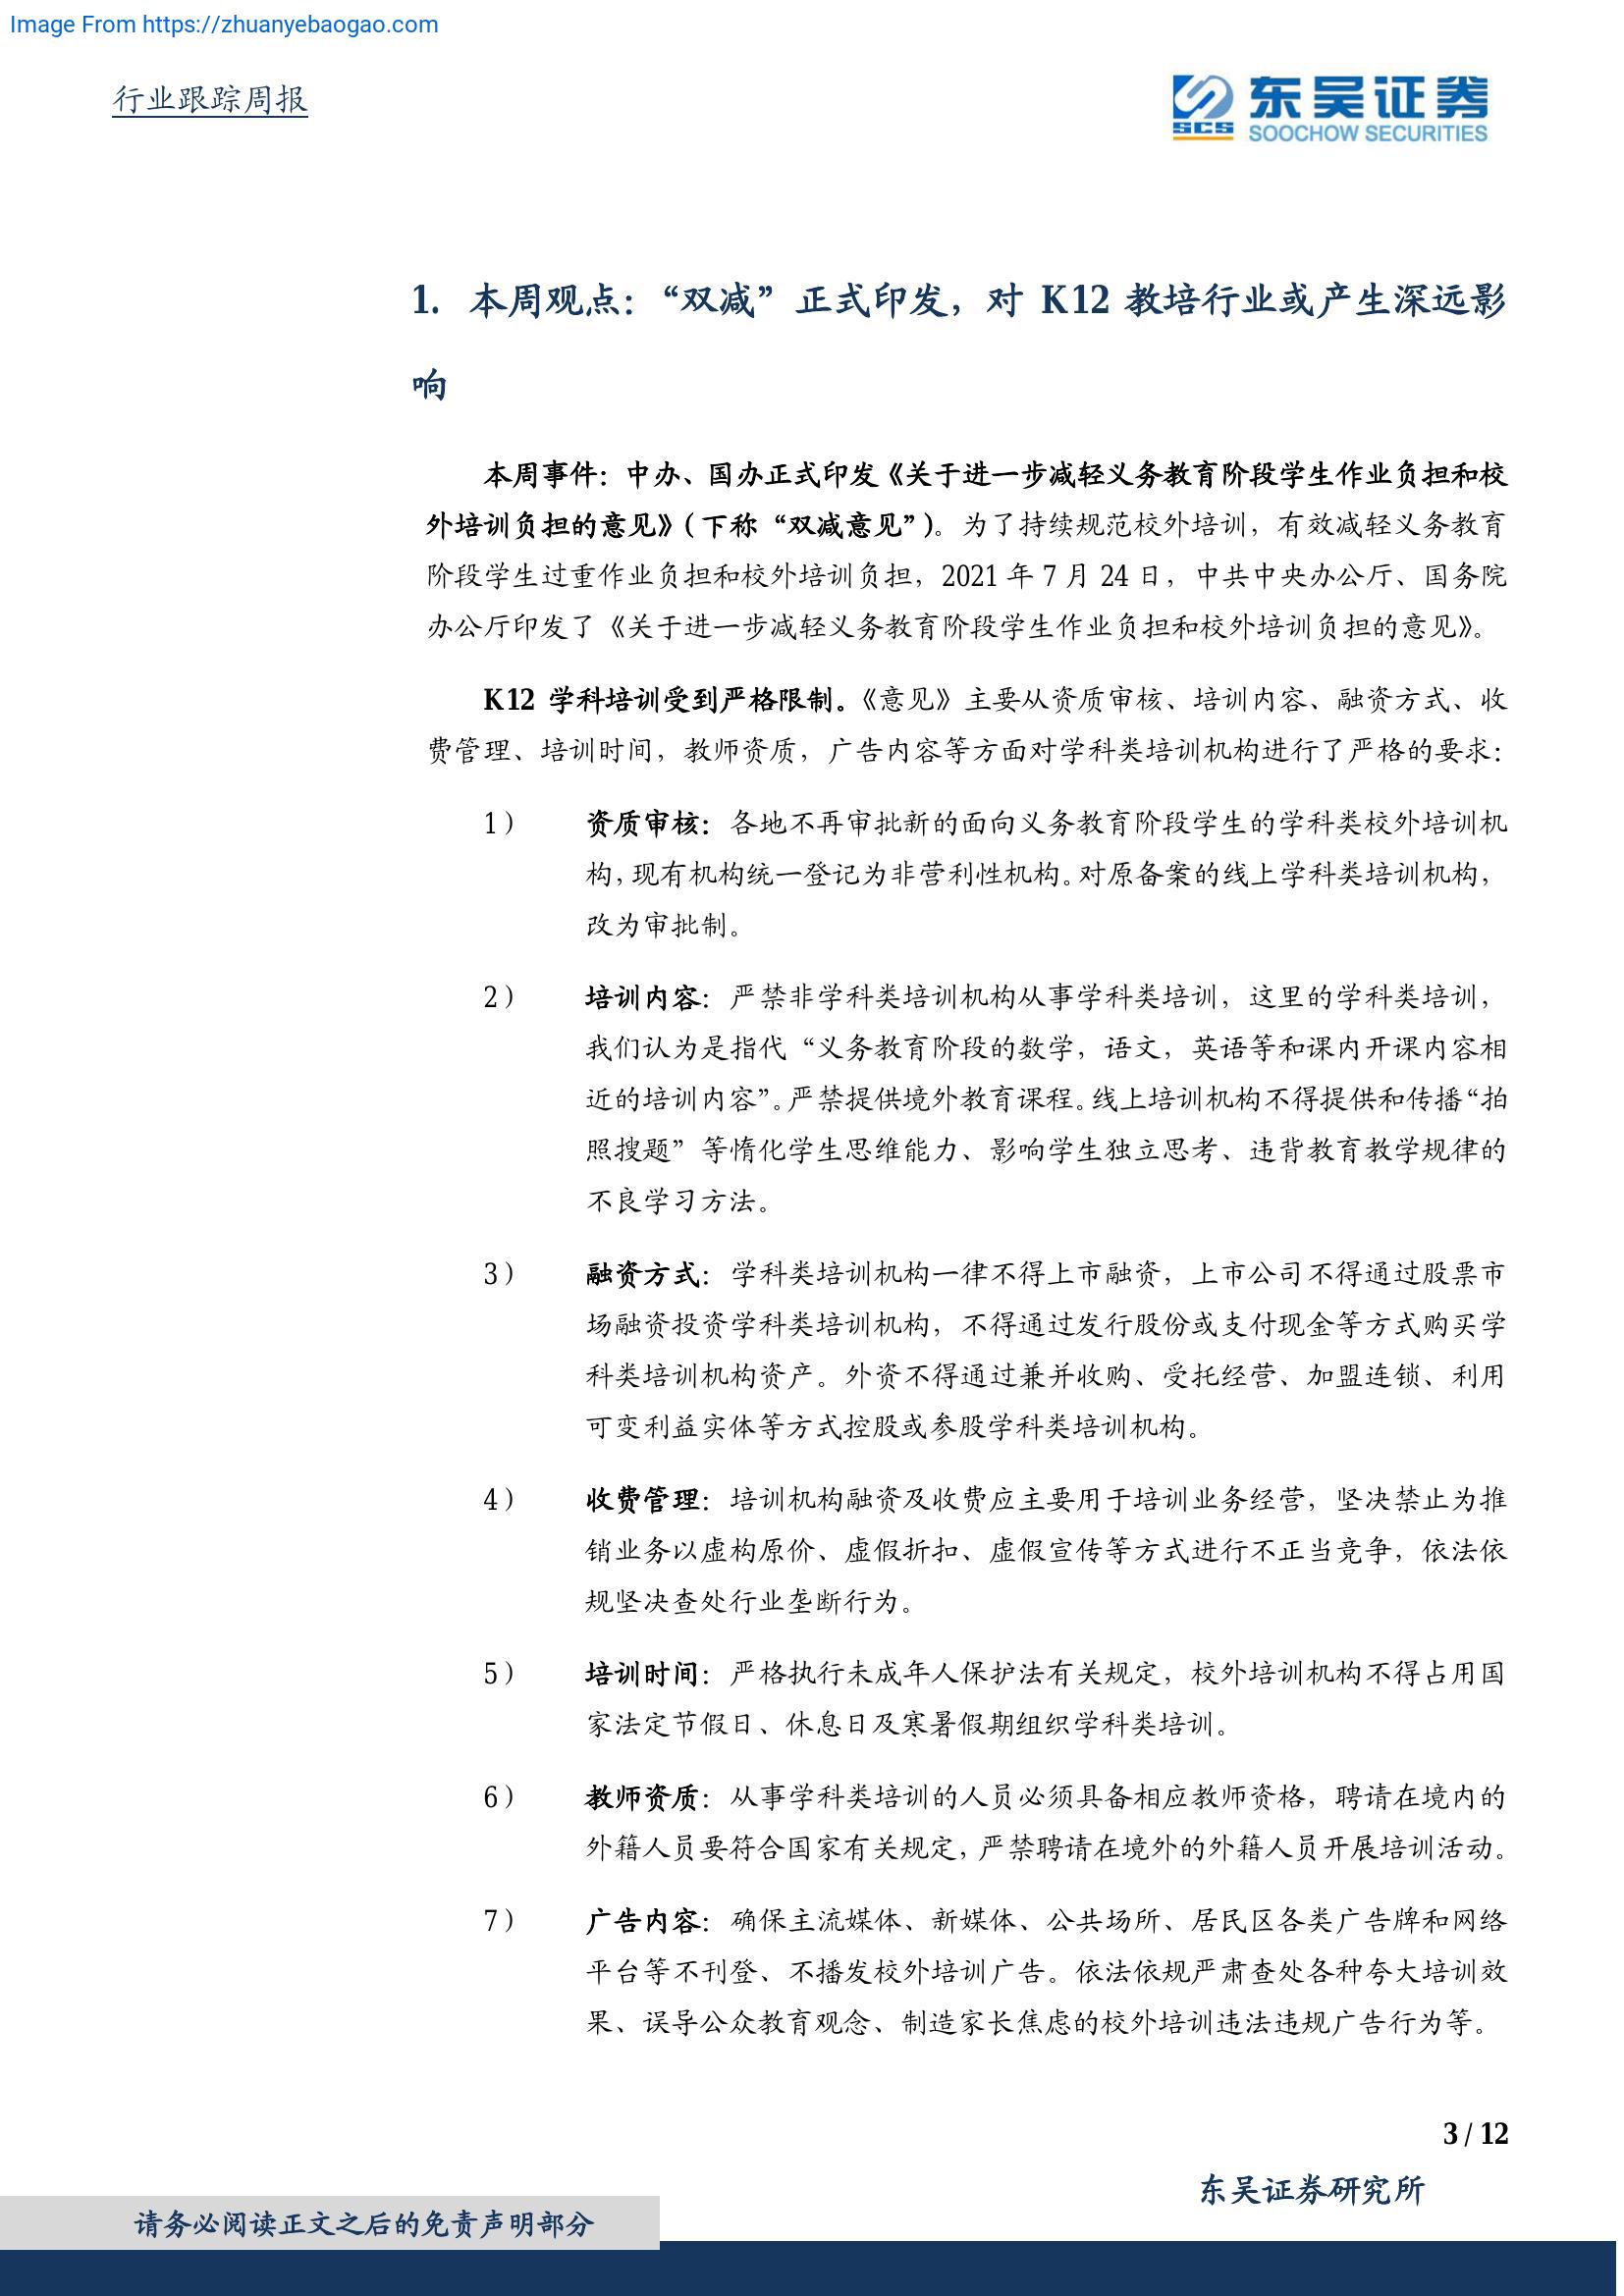 Image From https://zhuanyebaogao.com
行业跟踪周报
SCS 东吴证券
SOOCHOW SECURITIES
1. 本周观点：“双减”正式印发，对 K12 教培行业或产生深远影
响
本周事件：中办、国办正式印发《关于进一步减轻义务教育阶段学生作业负担和校
外培训负担的意见》(下称“双减意见”)。为了持续规范校外培训，有效减轻义务教育
阶段学生过重作业负担和校外培训负担，2021 年 7 月 24 日，中共中央办公厅、国务院
办公厅印发了《关于进一步减轻义务教育阶段学生作业负担和校外培训负担的意见》。
K12 学科培训受到严格限制。《意见》主要从资质审核、培训内容、融资方式、收
费管理、培训时间，教师资质，广告内容等方面对学科类培训机构进行了严格的要求：
1） 资质审核：各地不再审批新的面向义务教育阶段学生的学科类校外培训机
构，现有机构统一登记为非营利性机构。对原备案的线上学科类培训机构，
改为审批制。
2） 培训内容：严禁非学科类培训机构从事学科类培训，这里的学科类培训，
我们认为是指代“义务教育阶段的数学，语文，英语等和课内开课内容相
近的培训内容”。严禁提供境外教育课程。线上培训机构不得提供和传播“拍
照搜题”等惰化学生思维能力、影响学生独立思考、违背教育教学规律的
不良学习方法。
3） 融资方式：学科类培训机构一律不得上市融资，上市公司不得通过股票市
场融资投资学科类培训机构，不得通过发行股份或支付现金等方式购买学
科类培训机构资产。外资不得通过兼并收购、受托经营、加盟连锁、利用
可变利益实体等方式控股或参股学科类培训机构。
4） 收费管理：培训机构融资及收费应主要用于培训业务经营，坚决禁止为推
销业务以虚构原价、虚假折扣、虚假宣传等方式进行不正当竞争，依法依
规坚决查处行业垄断行为。
5） 培训时间：严格执行未成年人保护法有关规定，校外培训机构不得占用国
家法定节假日、休息日及寒暑假期组织学科类培训。
6） 教师资质：从事学科类培训的人员必须具备相应教师资格，聘请在境内的
外籍人员要符合国家有关规定，严禁聘请在境外的外籍人员开展培训活动。
7） 广告内容：确保主流媒体、新媒体、公共场所、居民区各类广告牌和网络
平台等不刊登、不播发校外培训广告。依法依规严肃查处各种夸大培训效
果、误导公众教育观念、制造家长焦虑的校外培训违法违规广告行为等。
3 / 12
东吴证券研究所
请务必阅读正文之后的免责声明部分